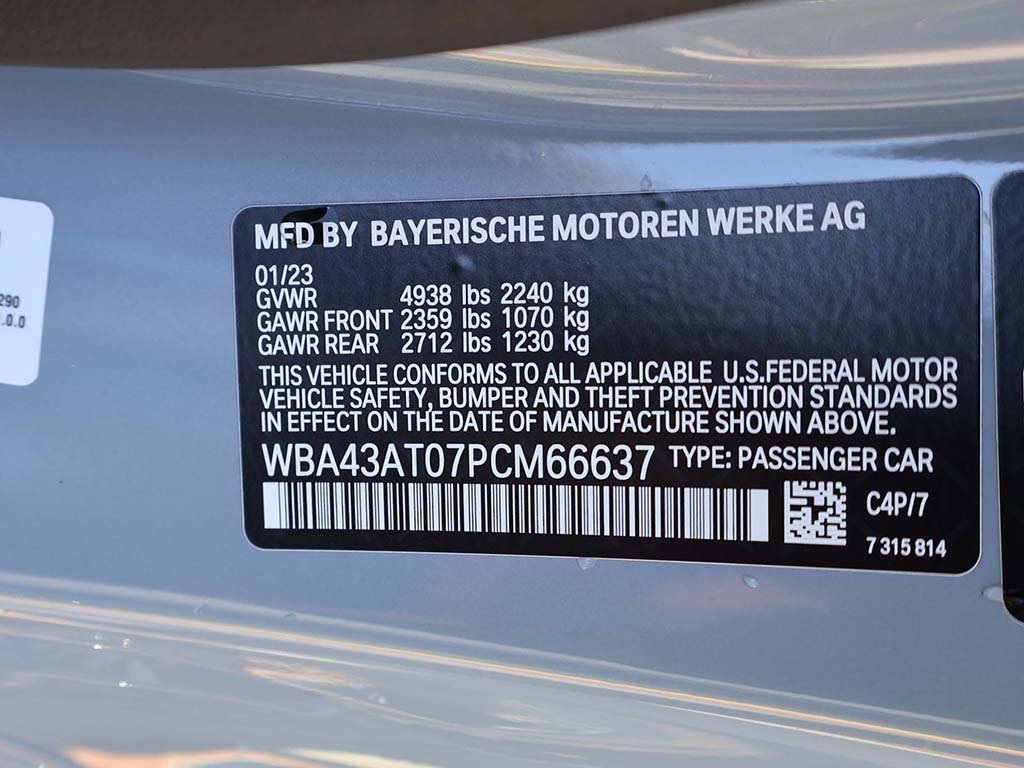 MFD BY BAYERISCHE MOTOREN WERKE AG
01/23
GVWR 4938 lbs 2240 kg
GAWR FRONT 2359 lbs 1070 kg
GAWR REAR 2712 lbs 1230 kg
THIS VEHICLE CONFORMS TO ALL APPLICABLE U.S.FEDERAL MOTOR
VEHICLE SAFETY, BUMPER AND THEFT PREVENTION STANDARDS
IN EFFECT ON THE DATE OF MANUFACTURE SHOWN ABOVE.
WBA43AT07PCM66637 TYPE: PASSENGER CAR
C4P/7
7 315 814
290
.0.0